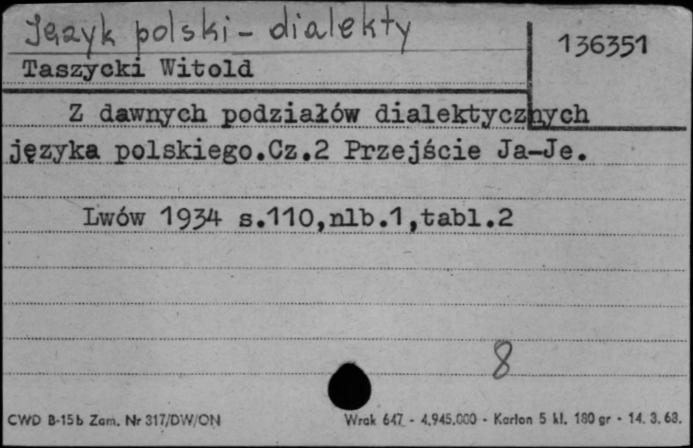 Język polski - dialekty
136351
Taszycki Witold
Z dawnych podziałów dialektycznych
języka polskiego.Cz.2 Przejście Ja-Je.
Lwów 1934 s.110,nlb.1,tabl.2
8
CWD B-15b Zam. Nr 317/DW/ON
Wrak 647 - 4.945.000 - Karton 5 kl. 180 gr - 14. 3. 63.